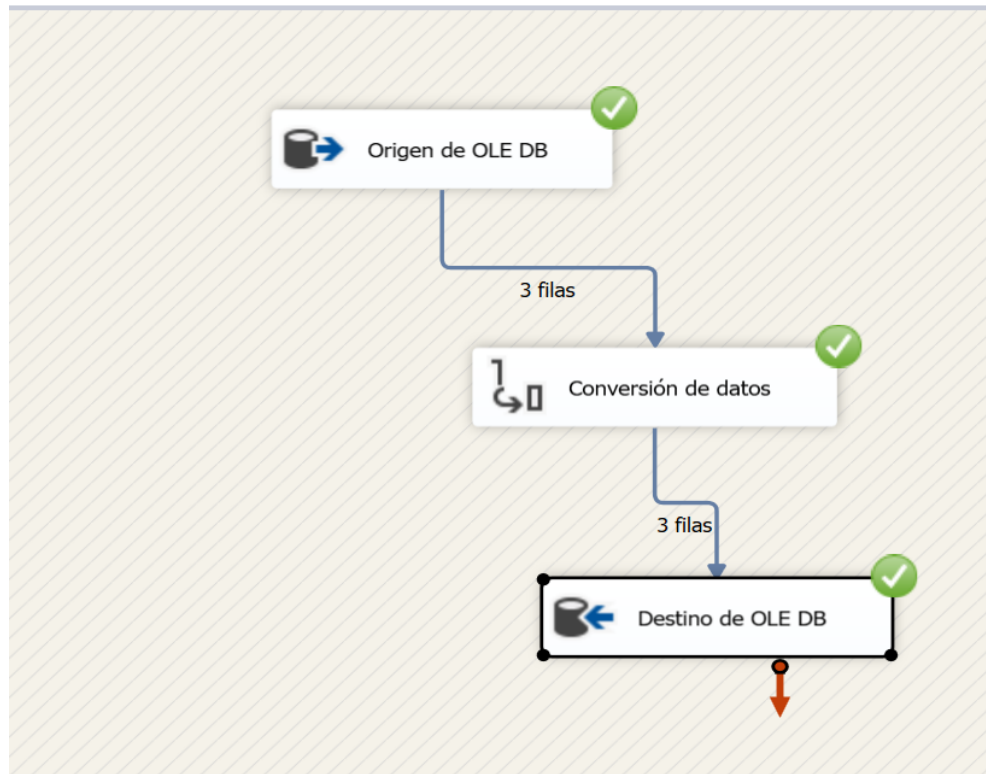 Origen de OLE DB
3 filas
Conversión de datos
3 filas
Destino de OLE DB